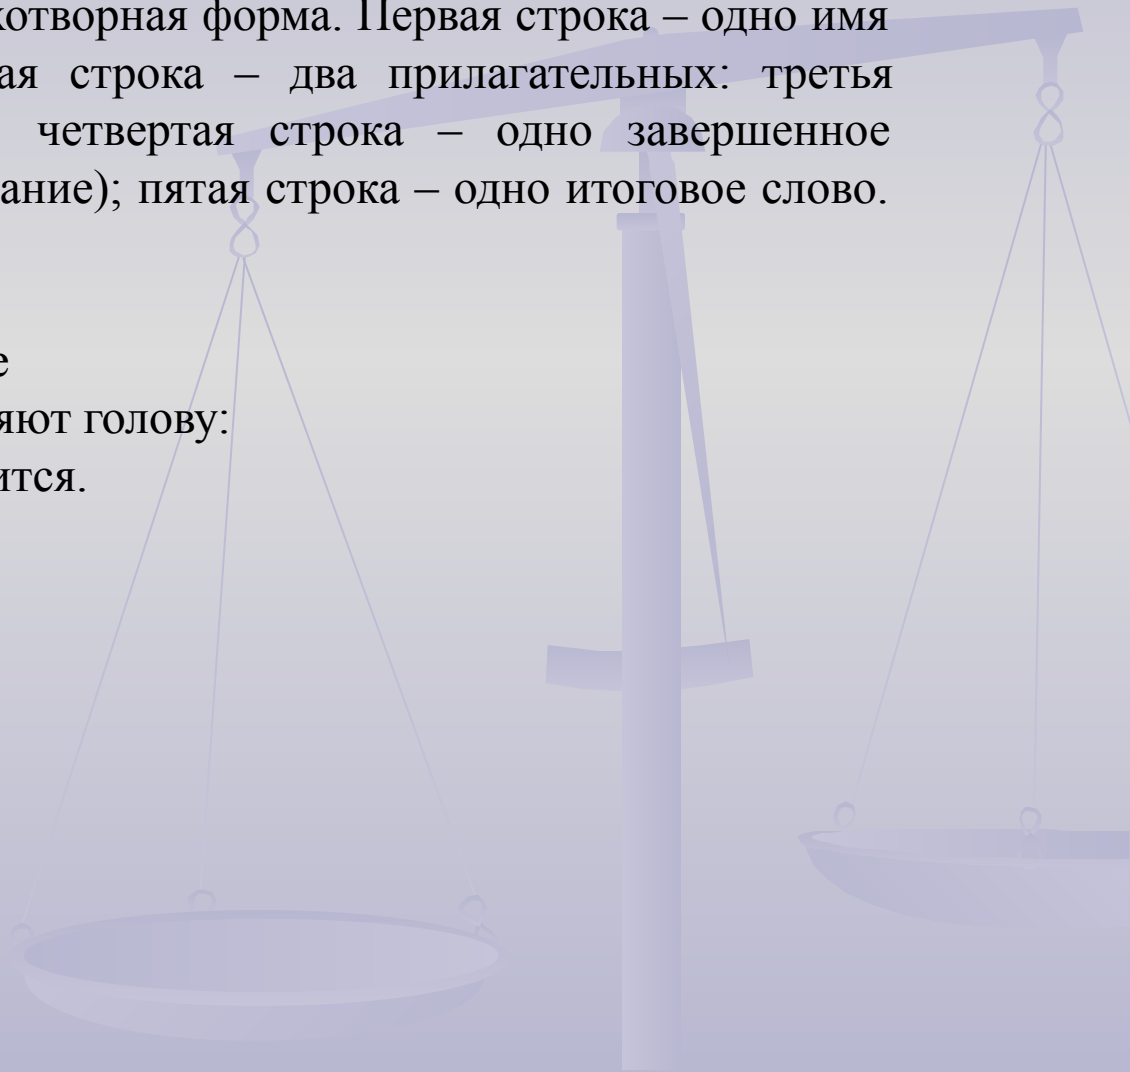 хотворная форма. Первая строка – одно имя
ая строка – два прилагательных: третья
четвертая строка – одно завершенное
ание); пятая строка – одно итоговое слово.
е
яют голову:
ится.